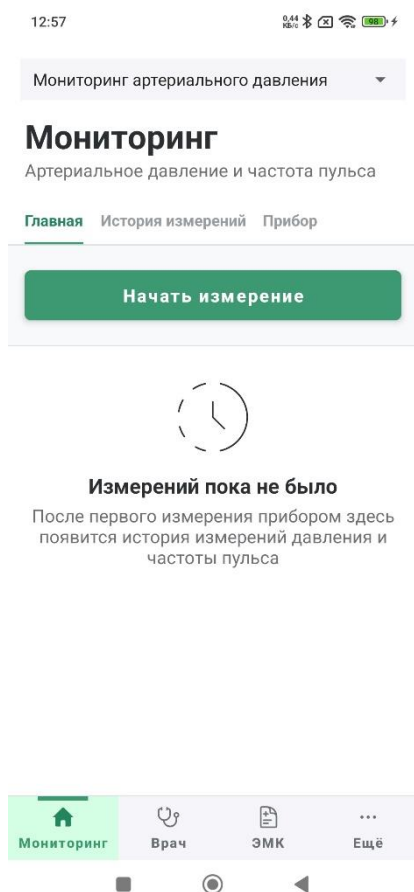 12:57
0,44 КБ/с 98
Мониторинг артериального давления
Мониторинг
Артериальное давление и частота пульса
Главная История измерений Прибор
Начать измерение
Измерений пока не было
После первого измерения прибором здесь
появится история измерений давления и
частоты пульса
Мониторинг Врач ЭМК Ещё